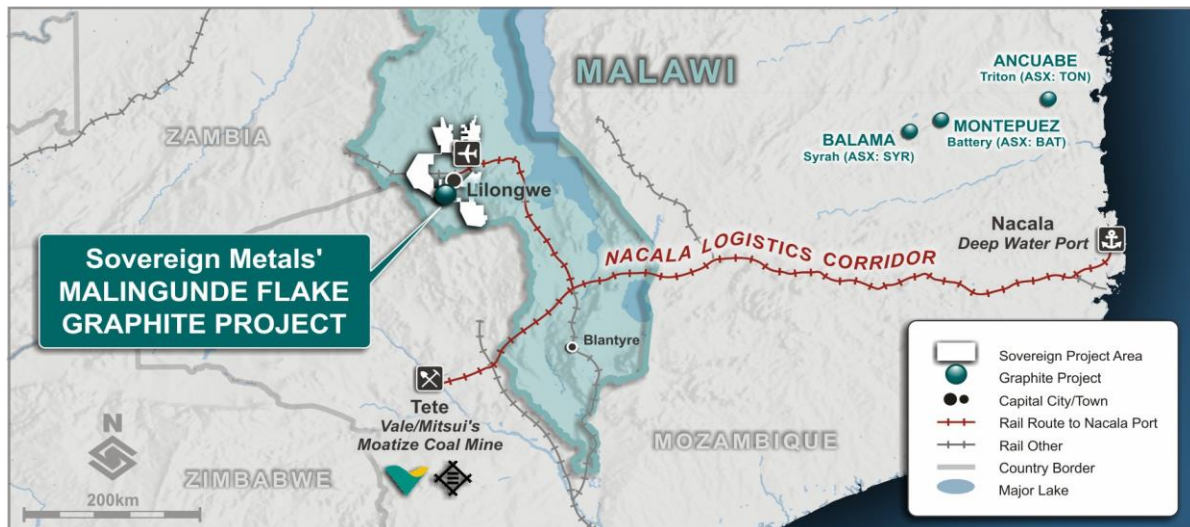 MALAWI
ANCUABE
Triton (ASX: TON)
MONTEPUEZ
Battery (ASX: BAT)
BALAMA
Syrah (ASX: SYR)
ZAMBIA
Lilongwe
Nacala
Deep Water Port
NACALA LOGISTICS CORRIDOR
Sovereign Metals'
MALINGUNDE FLAKE
GRAPHITE PROJECT
Blantyre
Tete
Vale/Mitsui's
Moatize Coal Mine
MOZAMBIQUE
ZIMBABWE
N
200km
Sovereign Project Area
Graphite Project
Capital City/Town
Rail Route to Nacala Port
Rail Other
Country Border
Major Lake